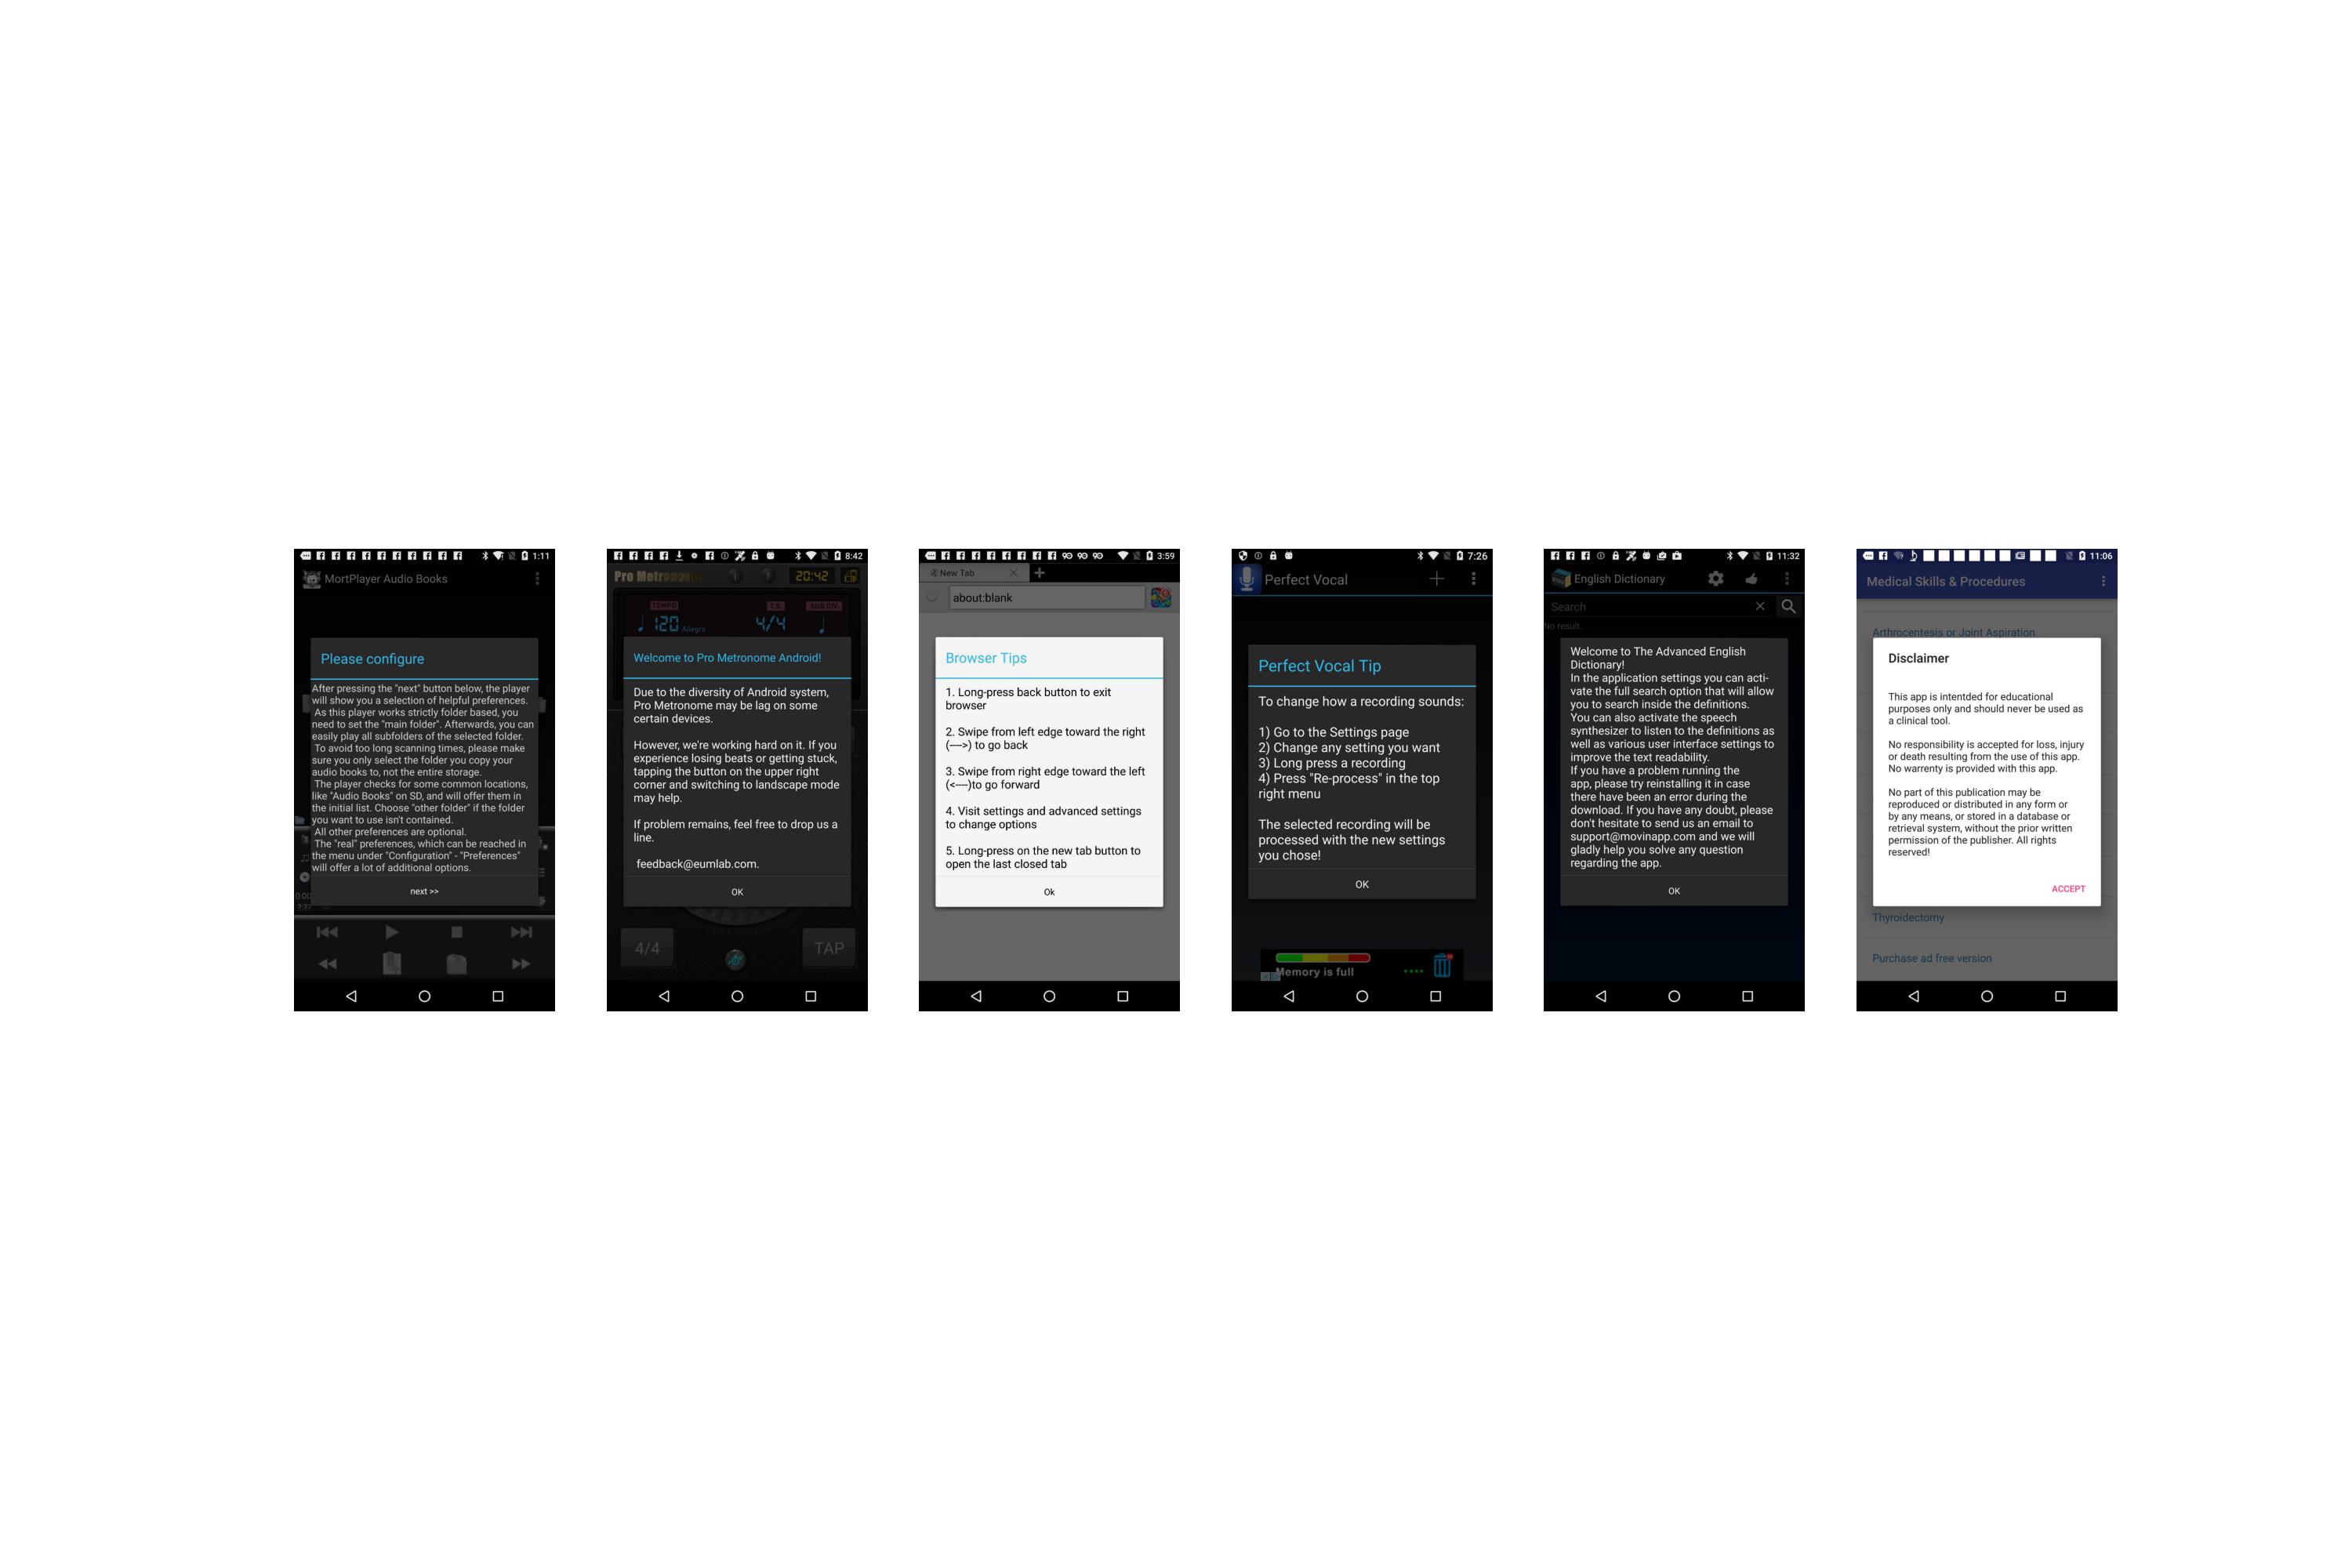 1:11
MortPlayer Audio Books
Please configure
After pressing the "next" button below, the player
will show you a selection of helpful preferences.
As this player works strictly folder based, you
need to set the "main folder". Afterwards, you can
easily play all subfolders of the selected folder.
To avoid too long scanning times, please make
sure you only select the folder you copy your
audio books to, not the entire storage.
The player checks for some common locations,
like "Audio Books" on SD, and will offer them in
the initial list. Choose "other folder" if the folder
you want to use isn't contained.
All other preferences are optional.
The "real" preferences, which can be reached in
the menu under "Configuration" - "Preferences"
will offer a lot of additional options.
next >>
8:42
Pro Metronome
20:42
TEMPO
T.S.
SUB DIV
120 Allegro
4/4
Welcome to Pro Metronome Android!
Due to the diversity of Android system,
Pro Metronome may be lag on some
certain devices.
However, we're working hard on it. If you
experience losing beats or getting stuck,
tapping the button on the upper right
corner and switching to landscape mode
may help.
If problem remains, feel free to drop us a
line.
feedback@eumlab.com.
OK
4/4
TAP
3:59
New Tab
about:blank
Browser Tips
1. Long-press back button to exit
browser
2. Swipe from left edge toward the right
(---->) to go back
3. Swipe from right edge toward the left
(<----)to go forward
4. Visit settings and advanced settings
to change options
5. Long-press on the new tab button to
open the last closed tab
Ok
7:26
Perfect Vocal
Perfect Vocal Tip
To change how a recording sounds:
1) Go to the Settings page
2) Change any setting you want
3) Long press a recording
4) Press "Re-process" in the top
right menu
The selected recording will be
processed with the new settings
you chose!
OK
Memory is full
11:32
English Dictionary
Search
No result.
Welcome to The Advanced English
Dictionary!
In the application settings you can acti-
vate the full search option that will allow
you to search inside the definitions.
You can also activate the speech
synthesizer to listen to the definitions as
well as various user interface settings to
improve the text readability.
If you have a problem running the
app, please try reinstalling it in case
there have been an error during the
download. If you have any doubt, please
don't hesitate to send us an email to
support@movinapp.com and we will
gladly help you solve any question
regarding the app.
OK
11:06
Medical Skills & Procedures
Arthrocentesis or Joint Aspiration
Disclaimer
This app is intentded for educational
purposes only and should never be used as
a clinical tool.
No responsibility is accepted for loss, injury
or death resulting from the use of this app.
No warrenty is provided with this app.
No part of this publication may be
reproduced or distributed in any form or
by any means, or stored in a database or
retrieval system, without the prior written
permission of the publisher. All rights
reserved!
ACCEPT
Thyroidectomy
Purchase ad free version